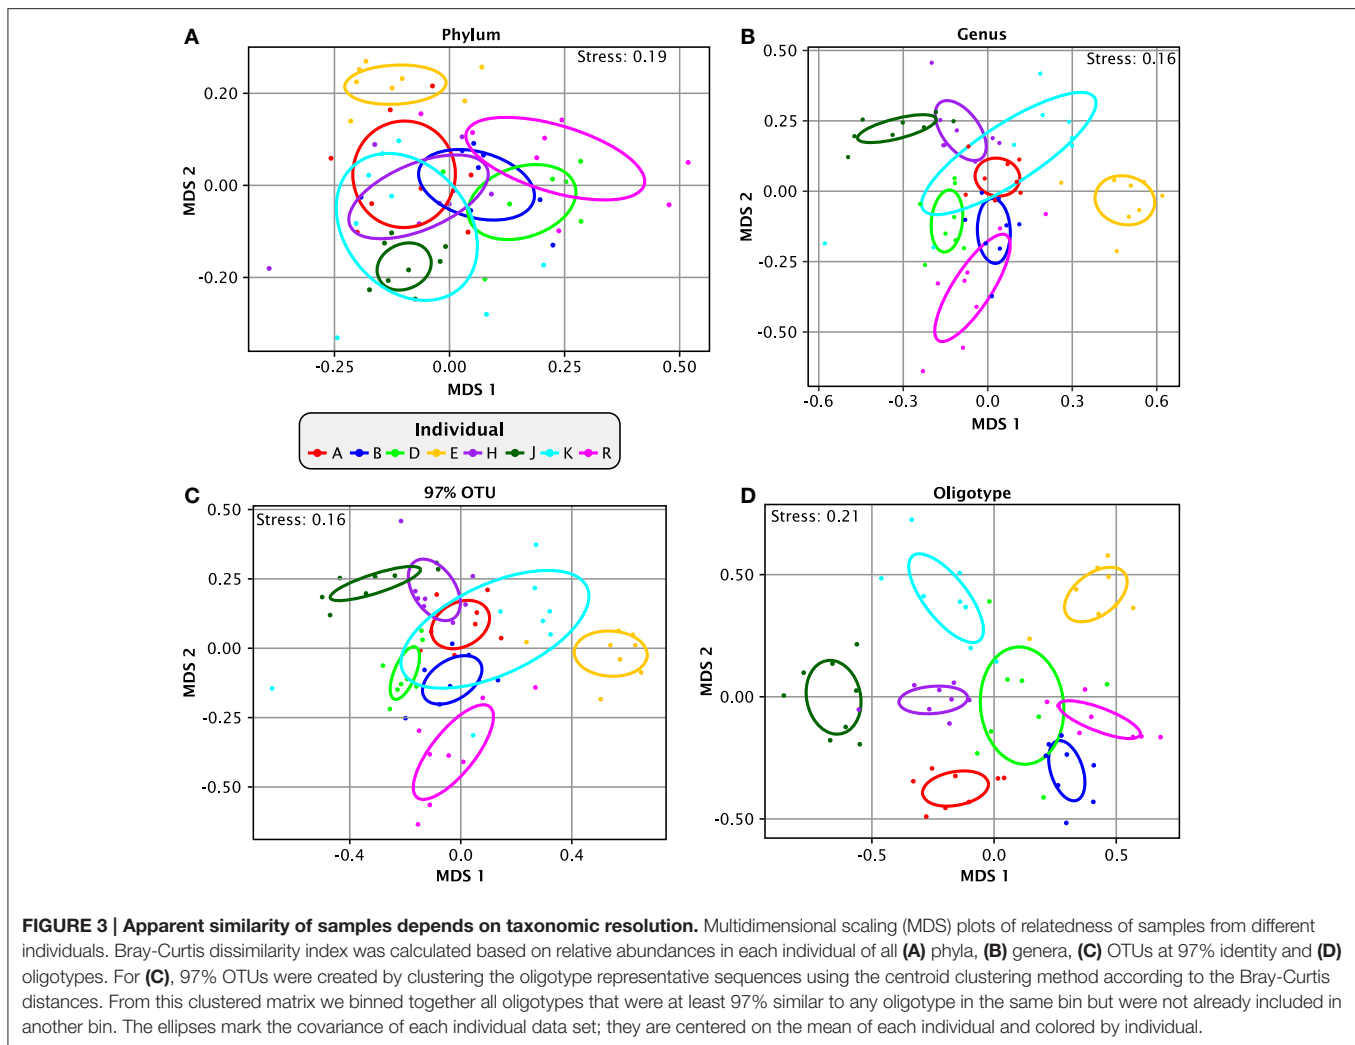 A
Phylum
Stress: 0.19
0.20
0.00
-0.20
MDS 2
-0.25
0.00
0.25
0.50
MDS 1
B
Genus
Stress: 0.16
0.50
0.25
0.00
-0.25
-0.50
MDS 2
-0.6
-0.3
0.0
0.3
0.6
MDS 1
Individual
A B D E H J K R
C
97% OTU
Stress: 0.16
0.50
0.25
0.00
-0.25
-0.50
MDS 2
-0.4
0.0
0.4
MDS 1
D
Oligotype
Stress: 0.21
0.50
0.00
-0.50
MDS 2
-0.5
0.0
0.5
MDS 1
FIGURE 3 | Apparent similarity of samples depends on taxonomic resolution. Multidimensional scaling (MDS) plots of relatedness of samples from different
individuals. Bray-Curtis dissimilarity index was calculated based on relative abundances in each individual of all (A) phyla, (B) genera, (C) OTUs at 97% identity and (D)
oligotypes. For (C), 97% OTUs were created by clustering the oligotype representative sequences using the centroid clustering method according to the Bray-Curtis
distances. From this clustered matrix we binned together all oligotypes that were at least 97% similar to any oligotype in the same bin but were not already included in
another bin. The ellipses mark the covariance of each individual data set; they are centered on the mean of each individual and colored by individual.